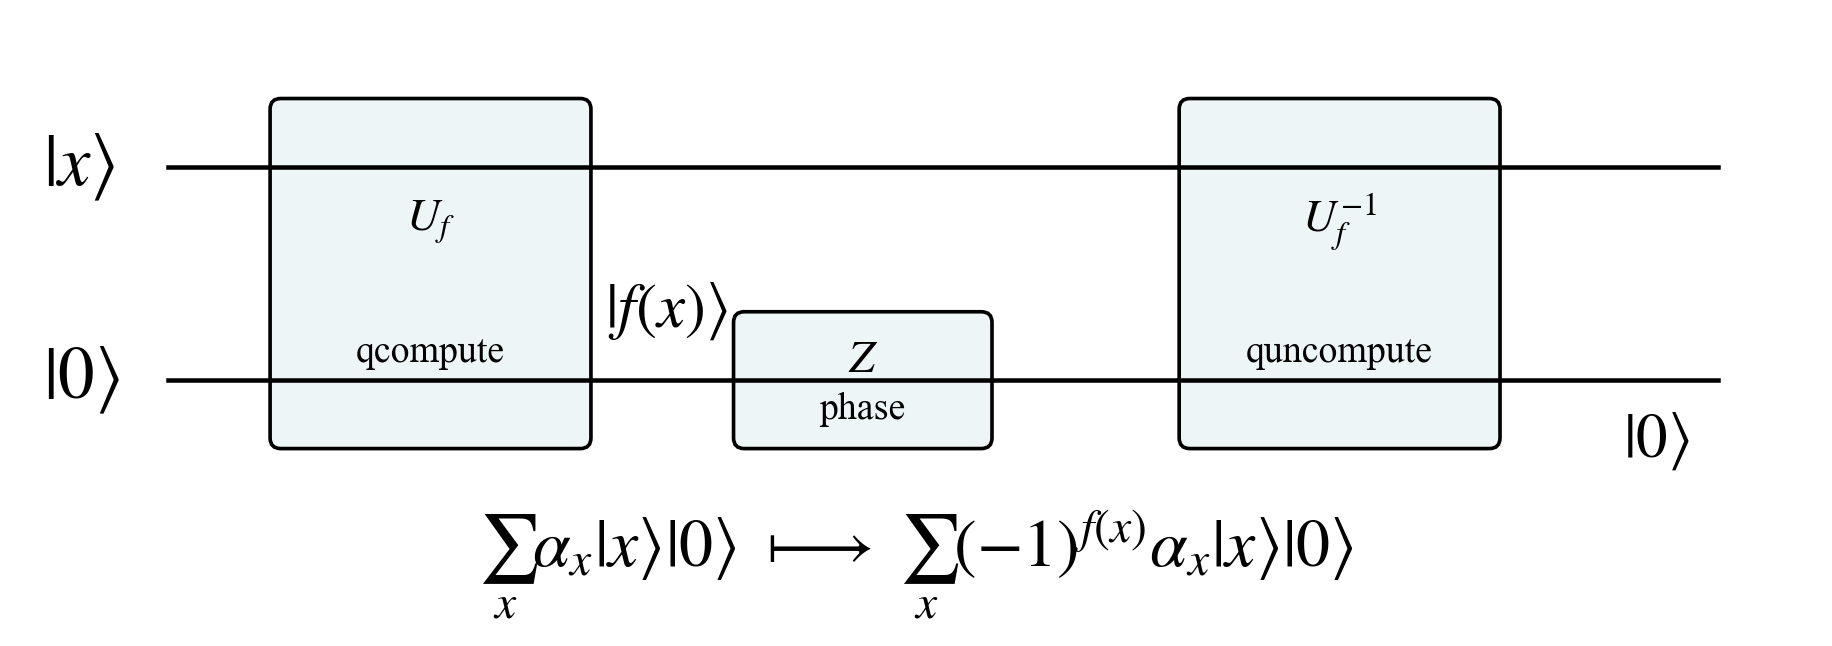 |x⟩
U_f
U_f^{-1}
|f(x)⟩
qcompute
Z
quncompute
|0⟩
phase
|0⟩
∑_x α_x|x⟩|0⟩ ⟼ ∑_x (−1)^{f(x)} α_x|x⟩|0⟩